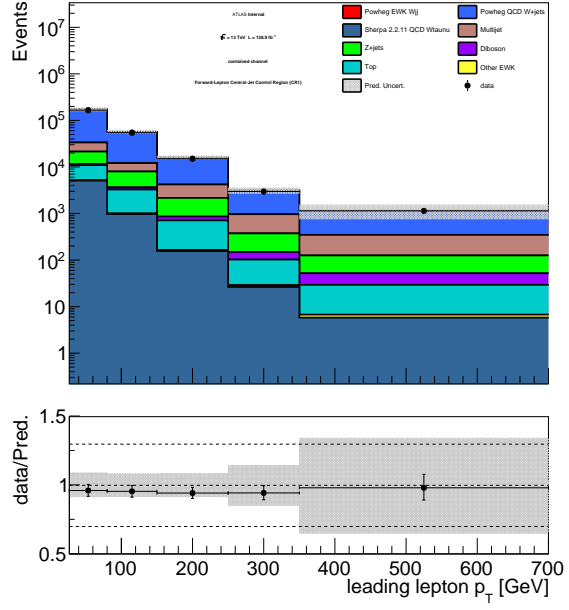 Events
10⁷
10⁶
10⁵
10⁴
10³
10²
10
1
ATLAS Internal
√s = 13 TeV L = 138.9 fb⁻¹
combined channel
Forward-Lepton Central-Jet Control Region (CR1)
Powheg EWK Wjj
Powheg QCD W+jets
Sherpa 2.2.11 QCD Wtaunu
Multijet
Z+jets
Diboson
Top
Other EWK
Pred. Uncert.
data
data/Pred.
1.5
1
0.5
100 200 300 400 500 600 700
leading lepton p_T [GeV]